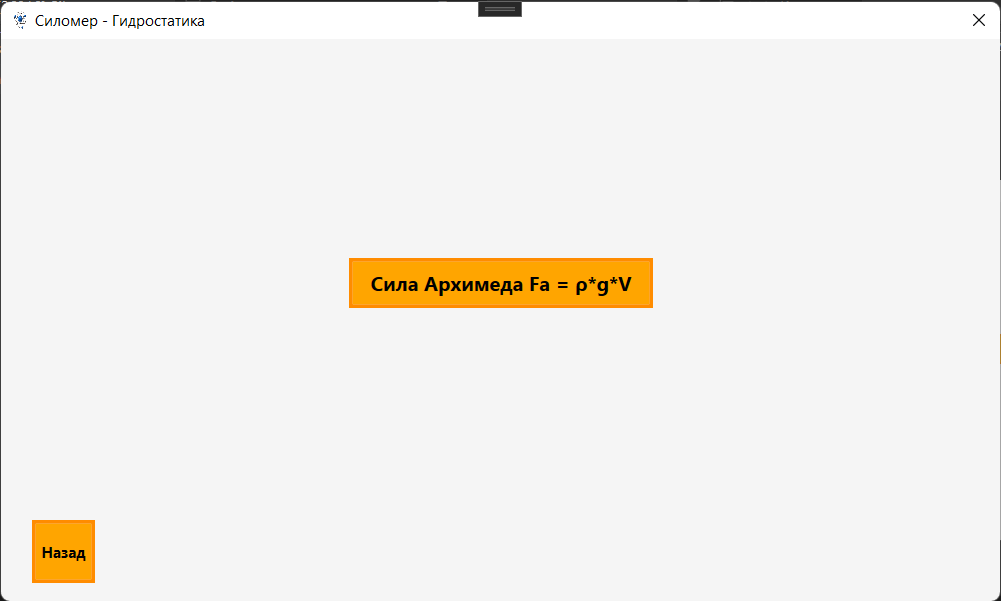 Силомер - Гидростатика
Сила Архимеда Fa = ρ*g*V
Назад